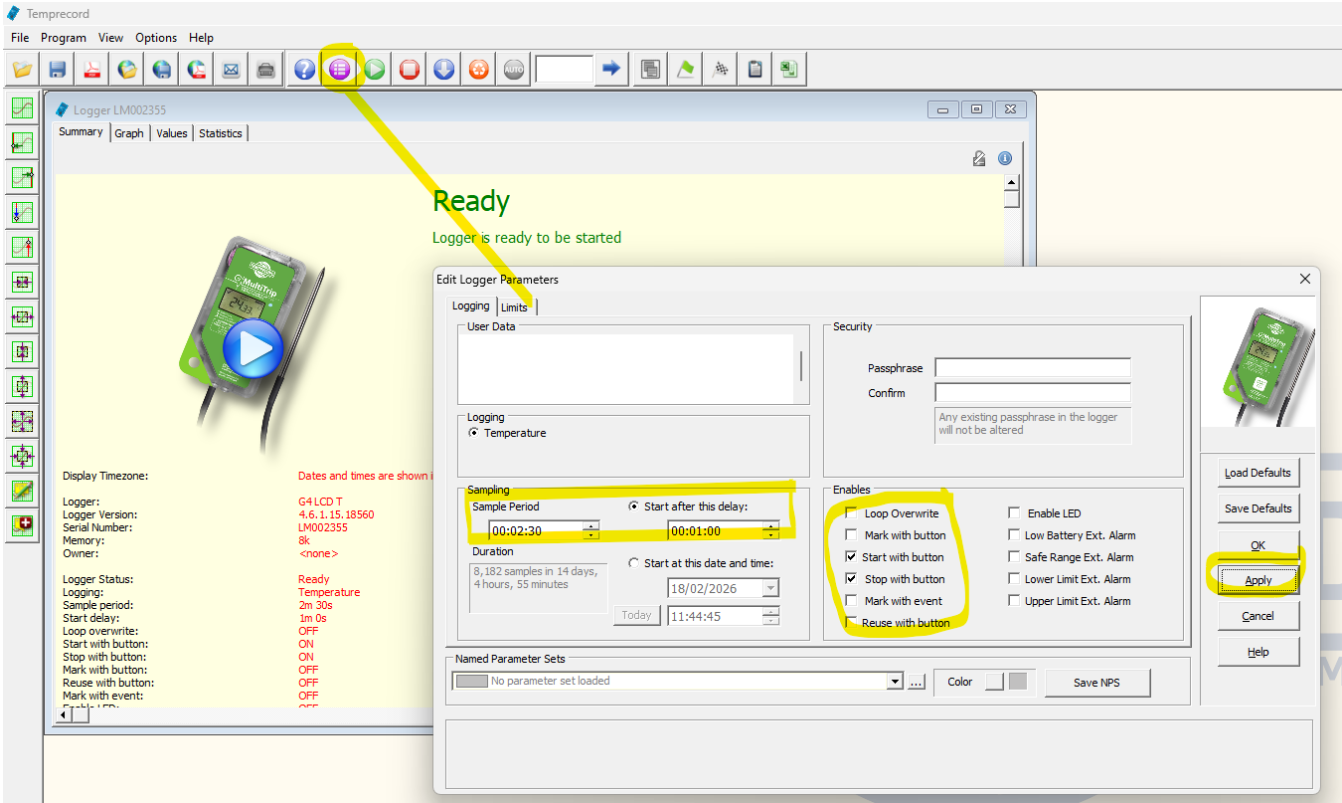 Temprecord
File Program View Options Help
AUTO
Logger LM002355
Summary Graph Values Statistics
Ready
Logger is ready to be started
G4 MultiTrip
Display Timezone: Dates and times are shown i
Logger: G4 LCD T
Logger Version: 4.6.1.15.18560
Serial Number: LM002355
Memory: 8k
Owner: <none>
Logger Status: Ready
Logging: Temperature
Sample period: 2m 30s
Start delay: 1m 0s
Loop overwrite: OFF
Start with button: ON
Stop with button: ON
Mark with button: OFF
Reuse with button: OFF
Mark with event: OFF
Enable LED: OFF
Edit Logger Parameters
Logging Limits
User Data
Logging
Temperature
Sampling
Sample Period
00:02:30
Duration
8,182 samples in 14 days,
4 hours, 55 minutes
Start after this delay:
00:01:00
Start at this date and time:
18/02/2026
Today 11:44:45
Security
Passphrase
Confirm
Any existing passphrase in the logger
will not be altered
Enables
Loop Overwrite
Mark with button
Start with button
Stop with button
Mark with event
Reuse with button
Enable LED
Low Battery Ext. Alarm
Safe Range Ext. Alarm
Lower Limit Ext. Alarm
Upper Limit Ext. Alarm
Named Parameter Sets
No parameter set loaded
...
Color
Save NPS
Load Defaults
Save Defaults
OK
Apply
Cancel
Help
M